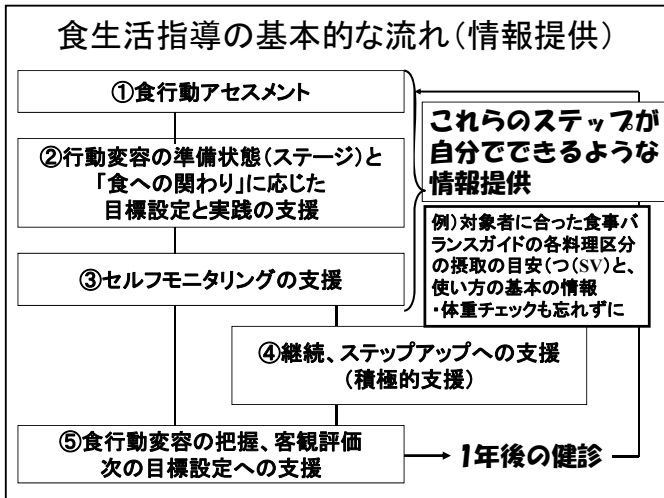 食生活指導の基本的な流れ(情報提供)
①食行動アセスメント
②行動変容の準備状態(ステージ)と
「食への関わり」に応じた
目標設定と実践の支援
③セルフモニタリングの支援
これらのステップが
自分でできるような
情報提供
例)対象者に合った食事バ
ランスガイドの各料理区分
の摂取の目安(つ(SV)と、
使い方の基本の情報
・体重チェックも忘れずに
④継続、ステップアップへの支援
(積極的支援)
⑤食行動変容の把握、客観評価
次の目標設定への支援
1年後の健診